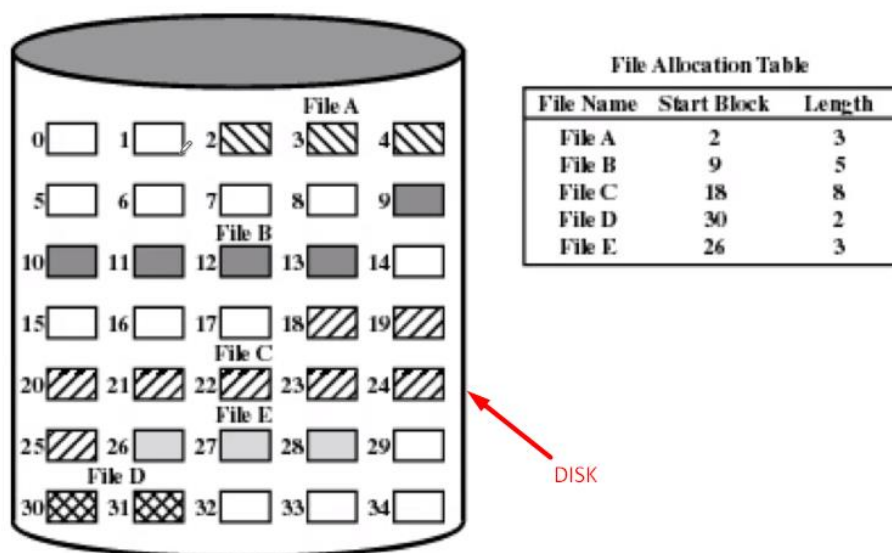 File A
0 1 2 3 4
5 6 7 8 9
File B
10 11 12 13 14
15 16 17 18 19
File C
20 21 22 23 24
File E
25 26 27 28 29
File D
30 31 32 33 34
File Allocation Table
File Name Start Block Length
File A 2 3
File B 9 5
File C 18 8
File D 30 2
File E 26 3
DISK